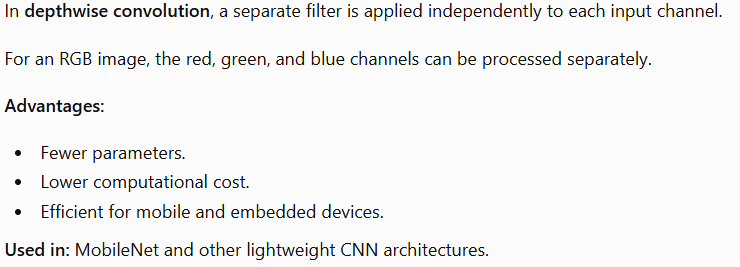 In depthwise convolution, a separate filter is applied independently to each input channel.
For an RGB image, the red, green, and blue channels can be processed separately.
Advantages:
• Fewer parameters.
• Lower computational cost.
• Efficient for mobile and embedded devices.
Used in: MobileNet and other lightweight CNN architectures.